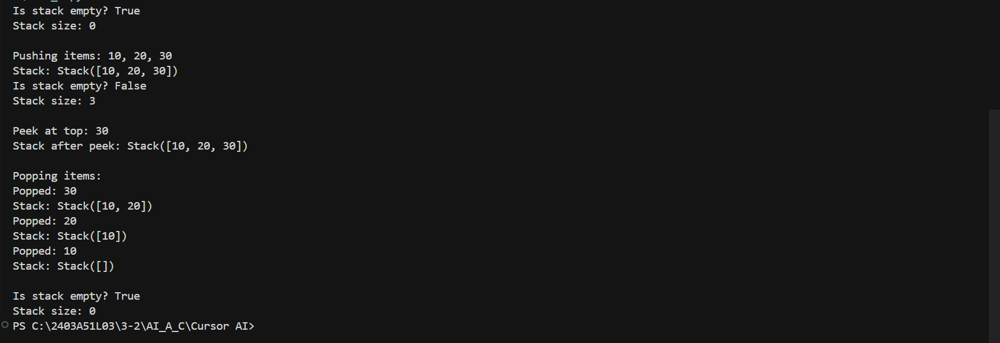 Is stack empty? True
Stack size: 0
Pushing items: 10, 20, 30
Stack: Stack([10, 20, 30])
Is stack empty? False
Stack size: 3
Peek at top: 30
Stack after peek: Stack([10, 20, 30])
Popping items:
Popped: 30
Stack: Stack([10, 20])
Popped: 20
Stack: Stack([10])
Popped: 10
Stack: Stack([])
Is stack empty? True
Stack size: 0
PS C:\2403A51L03\3-2\AI_A_C\Cursor AI>